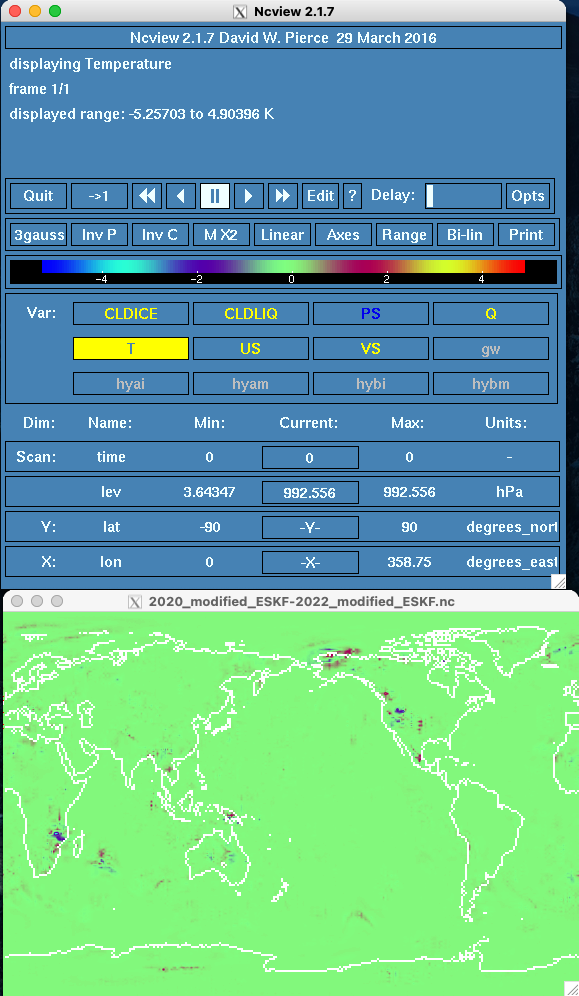 Ncview 2.1.7
Ncview 2.1.7 David W. Pierce  29 March 2016
displaying Temperature
frame 1/1
displayed range: -5.25703 to 4.90396 K
Quit ->1 Edit ? Delay: Opts
3gauss Inv P Inv C M X2 Linear Axes Range Bi-lin Print
-4 -2 0 2 4
Var: CLDICE CLDLIQ PS Q
T US VS gw
hyai hyam hybi hybm
Dim: Name: Min: Current: Max: Units:
Scan: time 0 0 0 -
lev 3.64347 992.556 992.556 hPa
Y: lat -90 -Y- 90 degrees_nort
X: lon 0 -X- 358.75 degrees_east
2020_modified_ESKF-2022_modified_ESKF.nc